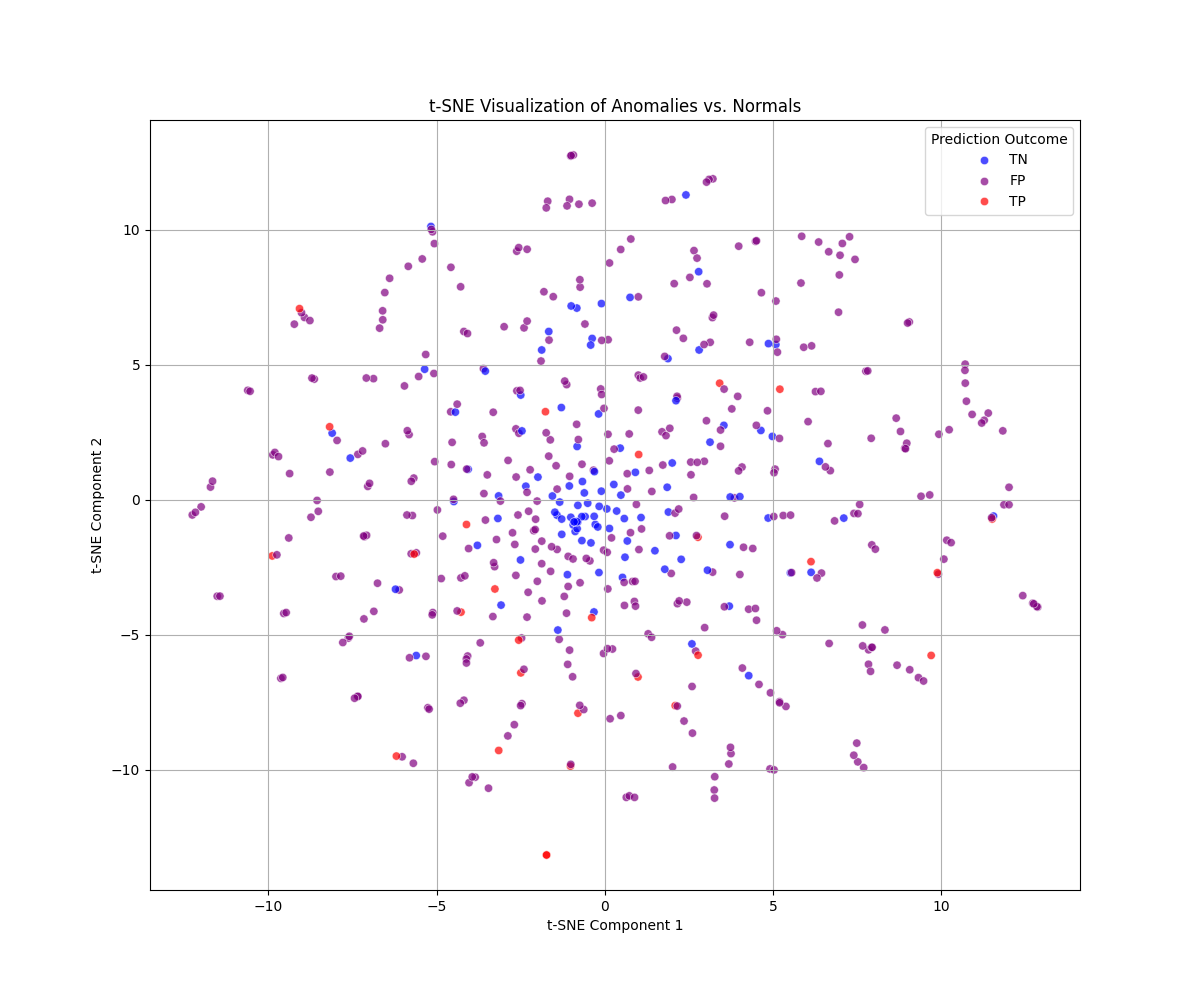 t-SNE Visualization of Anomalies vs. Normals
Prediction Outcome
TN
FP
TP
10
5
0
−5
−10
t-SNE Component 2
−10
−5
0
5
10
t-SNE Component 1